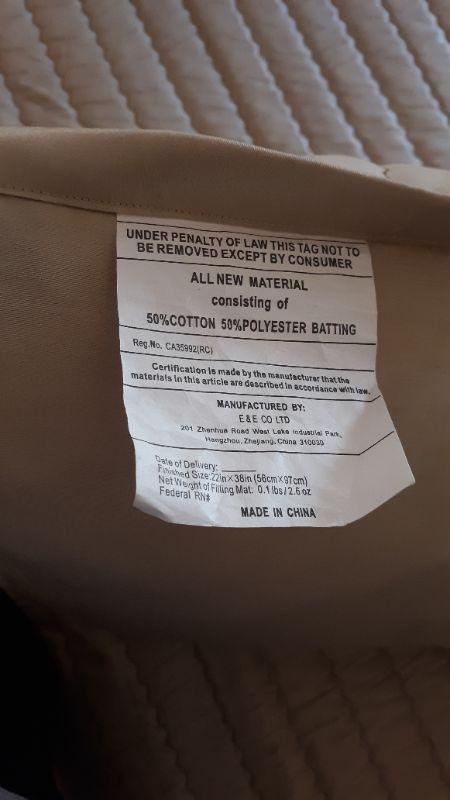 UNDER PENALTY OF LAW THIS TAG NOT TO
BE REMOVED EXCEPT BY CONSUMER
ALL NEW MATERIAL
consisting of
50%COTTON 50%POLYESTER BATTING
Reg.No. CA35992(RC)
Certification is made by the manufacturer that the
materials in this article are described in accordance with law.
MANUFACTURED BY:
E&E CO LTD
201 Zhenhua Road West Lake Industrial Park,
Hangzhou, Zhejiang, China 310030
Date of Delivery:
Finished Size:22in×38in (56cm×97cm)
Net Weight of Filling Mat: 0.1 lbs/2.6 oz
Federal RN#
MADE IN CHINA